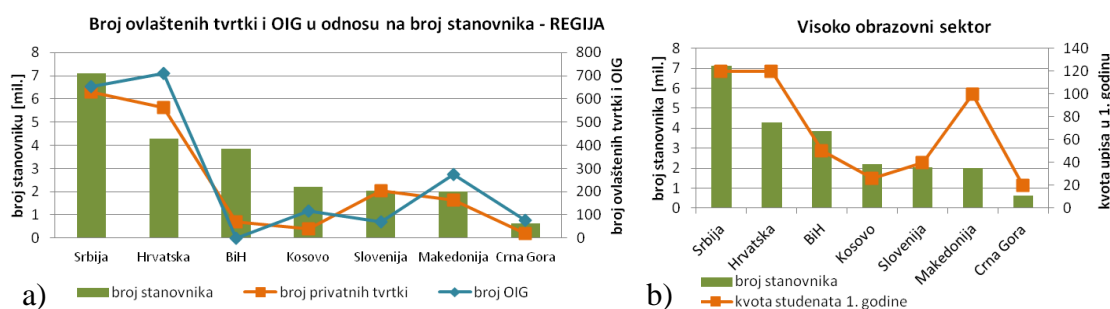 Broj ovlaštenih tvrtki i OIG u odnosu na broj stanovnika - REGIJA
broj stanovniku [mil.]
8
7
6
5
4
3
2
1
0
800
700
600
500
400
300
200
100
0
broj ovlaštenih tvrtki i OIG
Srbija Hrvatska BiH Kosovo Slovenija Makedonija Crna Gora
a)
broj stanovnika broj privatnih tvrtki broj OIG
Visoko obrazovni sektor
broj stanovnika [mil.]
8
7
6
5
4
3
2
1
0
140
120
100
80
60
40
20
0
kvota upisa u 1. godinu
Srbija Hrvatska BiH Kosovo Slovenija Makedonija Crna Gora
b)
broj stanovnika
kvota studenata 1. godine